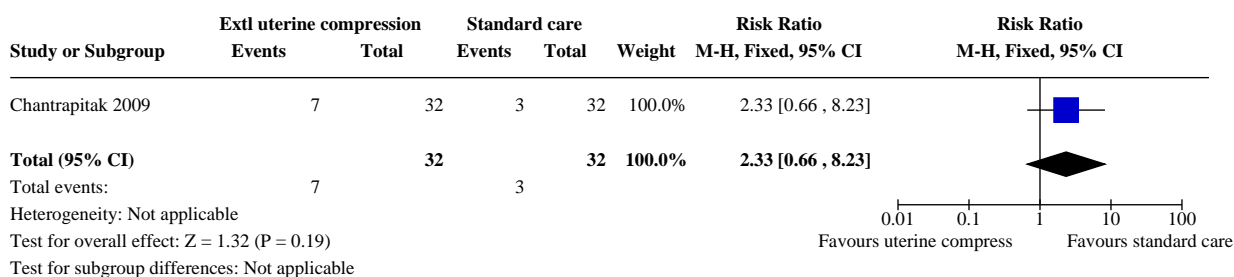 Extl uterine compression Standard care Risk Ratio Risk Ratio
Study or Subgroup Events Total Events Total Weight M-H, Fixed, 95% CI M-H, Fixed, 95% CI
Chantrapitak 2009 7 32 3 32 100.0% 2.33 [0.66 , 8.23]
Total (95% CI) 32 32 100.0% 2.33 [0.66 , 8.23]
Total events: 7 3
Heterogeneity: Not applicable
0.01 0.1 1 10 100
Test for overall effect: Z = 1.32 (P = 0.19) Favours uterine compress Favours standard care
Test for subgroup differences: Not applicable